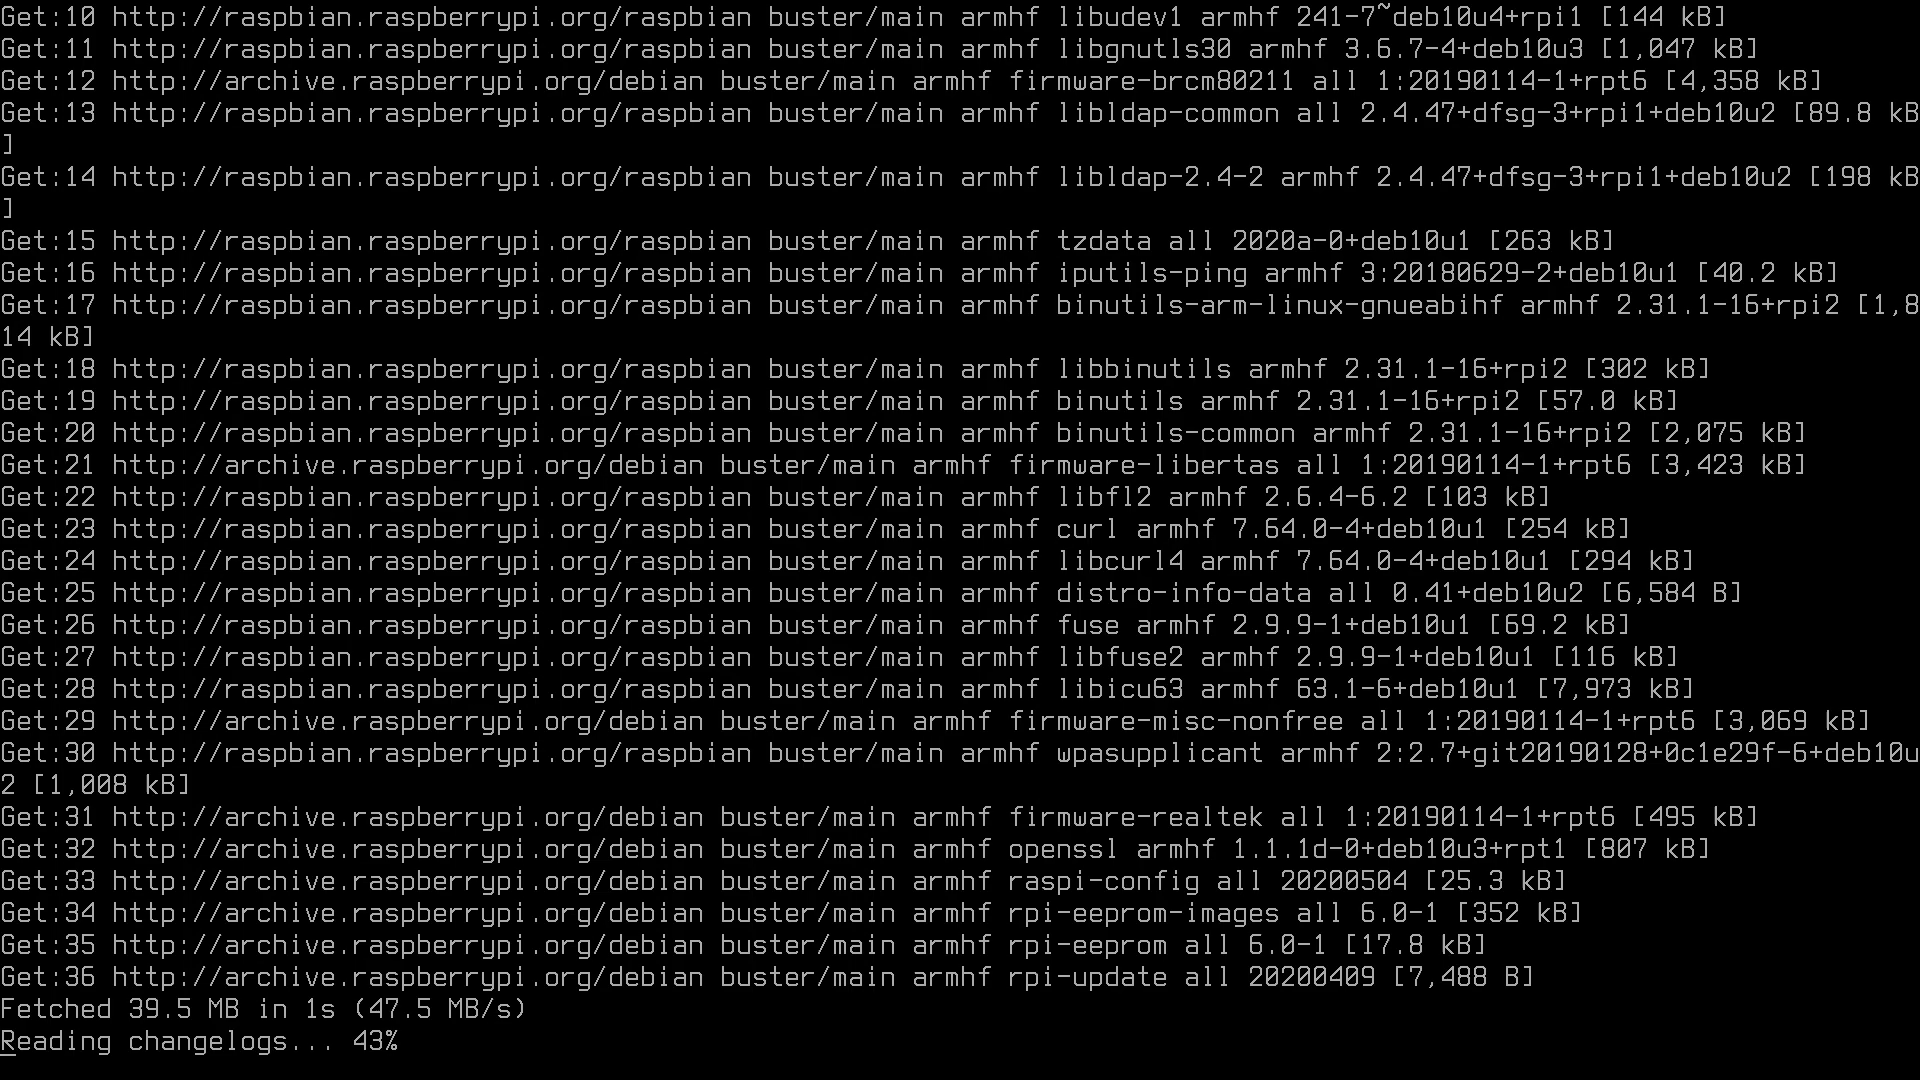 Get:10 http://raspbian.raspberrypi.org/raspbian buster/main armhf libudev1 armhf 241-7~deb10u4+rpi1 [144 kB]
Get:11 http://raspbian.raspberrypi.org/raspbian buster/main armhf libgnutls30 armhf 3.6.7-4+deb10u3 [1,047 kB]
Get:12 http://archive.raspberrypi.org/debian buster/main armhf firmware-brcm80211 all 1:20190114-1+rpt6 [4,358 kB]
Get:13 http://raspbian.raspberrypi.org/raspbian buster/main armhf libldap-common all 2.4.47+dfsg-3+rpi1+deb10u2 [89.8 kB
]
Get:14 http://raspbian.raspberrypi.org/raspbian buster/main armhf libldap-2.4-2 armhf 2.4.47+dfsg-3+rpi1+deb10u2 [198 kB
]
Get:15 http://raspbian.raspberrypi.org/raspbian buster/main armhf tzdata all 2020a-0+deb10u1 [263 kB]
Get:16 http://raspbian.raspberrypi.org/raspbian buster/main armhf iputils-ping armhf 3:20180629-2+deb10u1 [40.2 kB]
Get:17 http://raspbian.raspberrypi.org/raspbian buster/main armhf binutils-arm-linux-gnueabihf armhf 2.31.1-16+rpi2 [1,8
14 kB]
Get:18 http://raspbian.raspberrypi.org/raspbian buster/main armhf libbinutils armhf 2.31.1-16+rpi2 [302 kB]
Get:19 http://raspbian.raspberrypi.org/raspbian buster/main armhf binutils armhf 2.31.1-16+rpi2 [57.0 kB]
Get:20 http://raspbian.raspberrypi.org/raspbian buster/main armhf binutils-common armhf 2.31.1-16+rpi2 [2,075 kB]
Get:21 http://archive.raspberrypi.org/debian buster/main armhf firmware-libertas all 1:20190114-1+rpt6 [3,423 kB]
Get:22 http://raspbian.raspberrypi.org/raspbian buster/main armhf libfl2 armhf 2.6.4-6.2 [103 kB]
Get:23 http://raspbian.raspberrypi.org/raspbian buster/main armhf curl armhf 7.64.0-4+deb10u1 [254 kB]
Get:24 http://raspbian.raspberrypi.org/raspbian buster/main armhf libcurl4 armhf 7.64.0-4+deb10u1 [294 kB]
Get:25 http://raspbian.raspberrypi.org/raspbian buster/main armhf distro-info-data all 0.41+deb10u2 [6,584 B]
Get:26 http://raspbian.raspberrypi.org/raspbian buster/main armhf fuse armhf 2.9.9-1+deb10u1 [69.2 kB]
Get:27 http://raspbian.raspberrypi.org/raspbian buster/main armhf libfuse2 armhf 2.9.9-1+deb10u1 [116 kB]
Get:28 http://raspbian.raspberrypi.org/raspbian buster/main armhf libicu63 armhf 63.1-6+deb10u1 [7,973 kB]
Get:29 http://archive.raspberrypi.org/debian buster/main armhf firmware-misc-nonfree all 1:20190114-1+rpt6 [3,069 kB]
Get:30 http://raspbian.raspberrypi.org/raspbian buster/main armhf wpasupplicant armhf 2:2.7+git20190128+0c1e29f-6+deb10u
2 [1,008 kB]
Get:31 http://archive.raspberrypi.org/debian buster/main armhf firmware-realtek all 1:20190114-1+rpt6 [495 kB]
Get:32 http://archive.raspberrypi.org/debian buster/main armhf openssl armhf 1.1.1d-0+deb10u3+rpt1 [807 kB]
Get:33 http://archive.raspberrypi.org/debian buster/main armhf raspi-config all 20200504 [25.3 kB]
Get:34 http://archive.raspberrypi.org/debian buster/main armhf rpi-eeprom-images all 6.0-1 [352 kB]
Get:35 http://archive.raspberrypi.org/debian buster/main armhf rpi-eeprom all 6.0-1 [17.8 kB]
Get:36 http://archive.raspberrypi.org/debian buster/main armhf rpi-update all 20200409 [7,488 B]
Fetched 39.5 MB in 1s (47.5 MB/s)
Reading changelogs... 43%